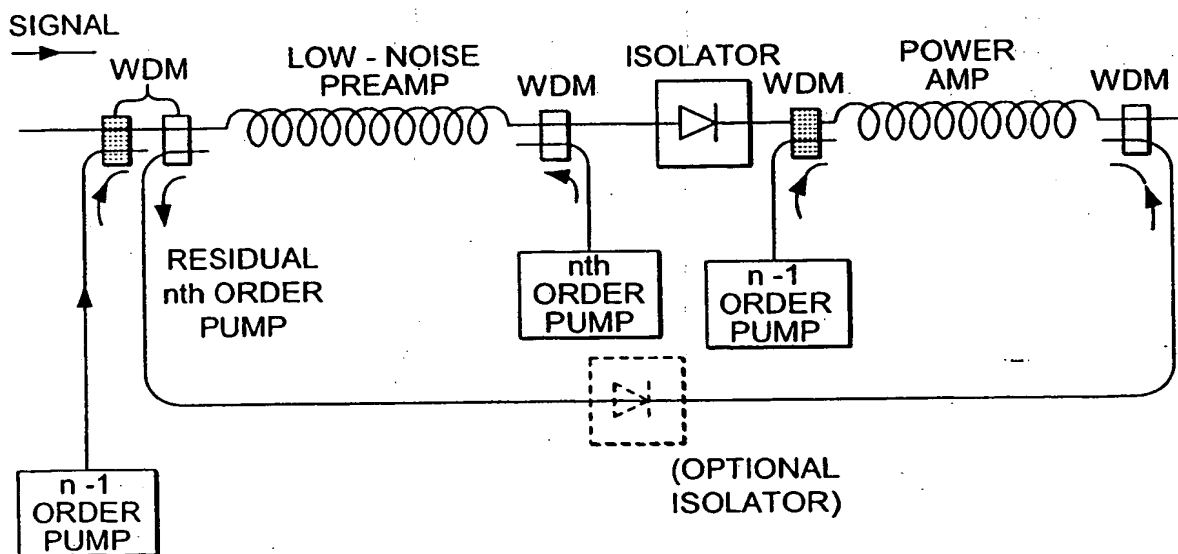 SIGNAL
WDM
LOW - NOISE
PREAMP
WDM
ISOLATOR
WDM
POWER
AMP
WDM
RESIDUAL
nth ORDER
PUMP
nth
ORDER
PUMP
n -1
ORDER
PUMP
n -1
ORDER
PUMP
(OPTIONAL
ISOLATOR)